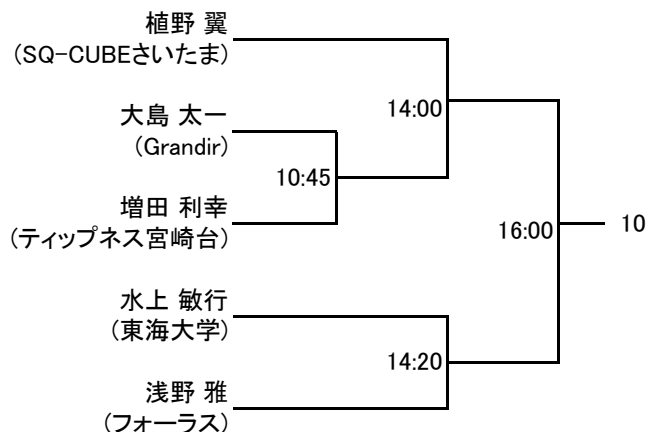 植野 翼
(SQ-CUBEさいたま)
14:00
大島 太一
(Grandir)
10:45
増田 利幸
(ティップネス宮崎台)
16:00
10
水上 敏行
(東海大学)
14:20
浅野 雅
(フォーラス)